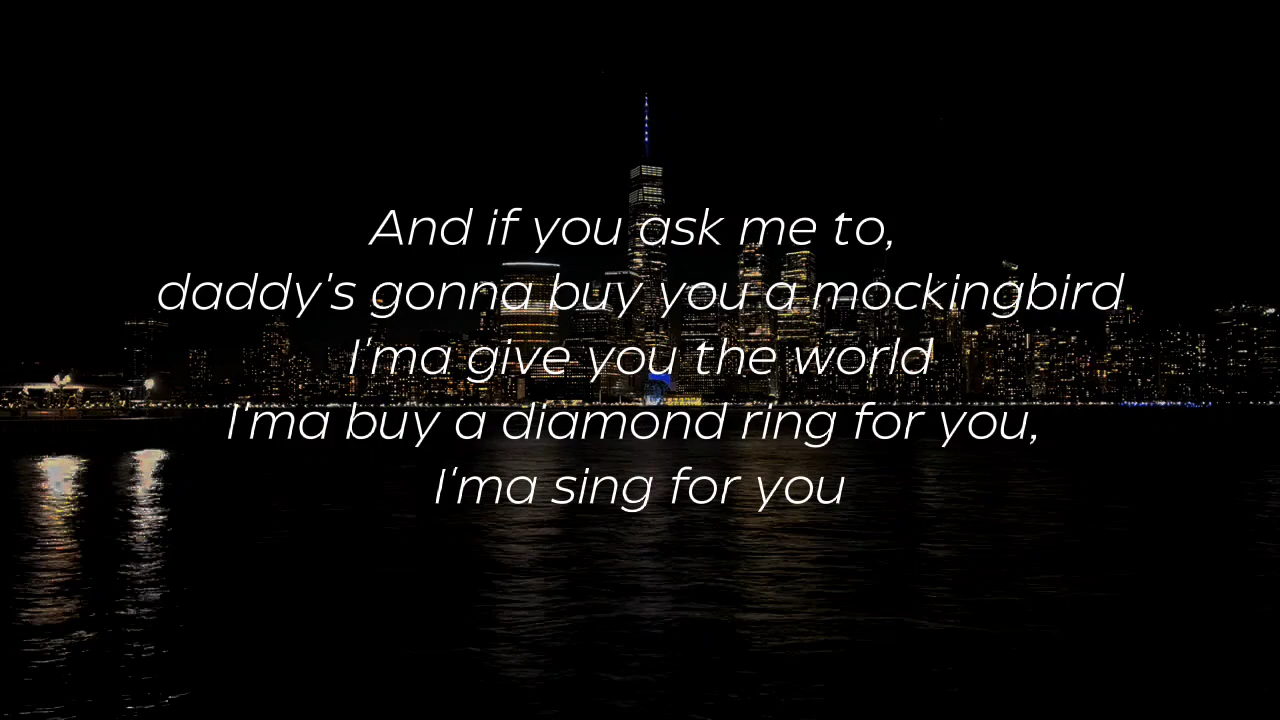 And if you ask me to,
daddy's gonna buy you a mockingbird
I'ma give you the world
I'ma buy a diamond ring for you,
I'ma sing for you